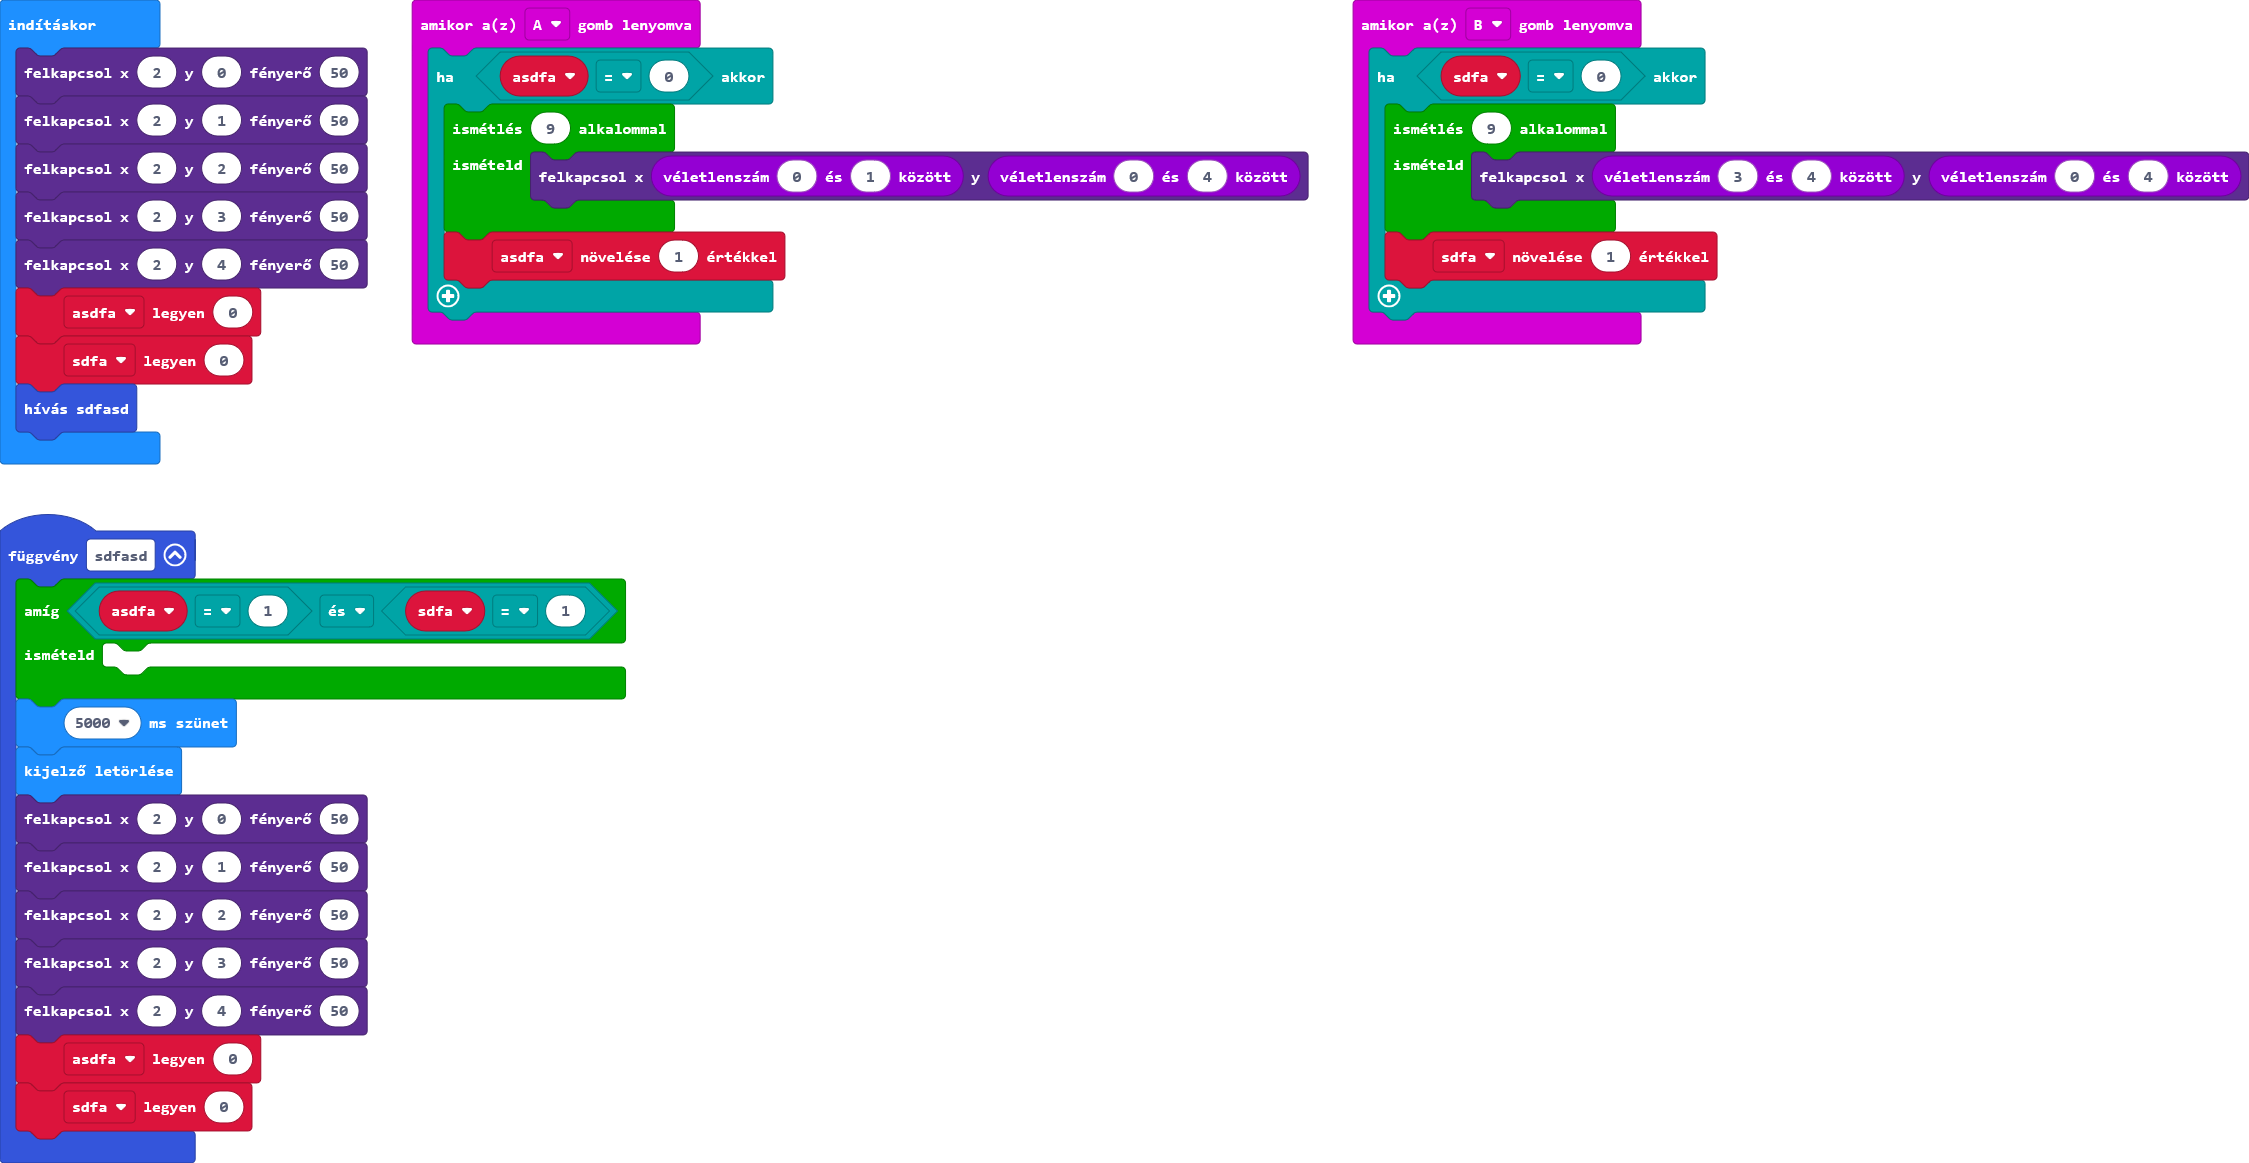 indításkor
felkapcsol x 2 y 0 fényerő 50
felkapcsol x 2 y 1 fényerő 50
felkapcsol x 2 y 2 fényerő 50
felkapcsol x 2 y 3 fényerő 50
felkapcsol x 2 y 4 fényerő 50
asdfa legyen 0
sdfa legyen 0
hívás sdfasd
amikor a(z) A gomb lenyomva
ha asdfa = 0 akkor
ismétlés 9 alkalommal
ismételd felkapcsol x véletlenszám 0 és 1 között y véletlenszám 0 és 4 között
asdfa növelése 1 értékkel
amikor a(z) B gomb lenyomva
ha sdfa = 0 akkor
ismétlés 9 alkalommal
ismételd felkapcsol x véletlenszám 3 és 4 között y véletlenszám 0 és 4 között
sdfa növelése 1 értékkel
függvény sdfasd
amíg asdfa = 1 és sdfa = 1
ismételd
5000 ms szünet
kijelző letörlése
felkapcsol x 2 y 0 fényerő 50
felkapcsol x 2 y 1 fényerő 50
felkapcsol x 2 y 2 fényerő 50
felkapcsol x 2 y 3 fényerő 50
felkapcsol x 2 y 4 fényerő 50
asdfa legyen 0
sdfa legyen 0